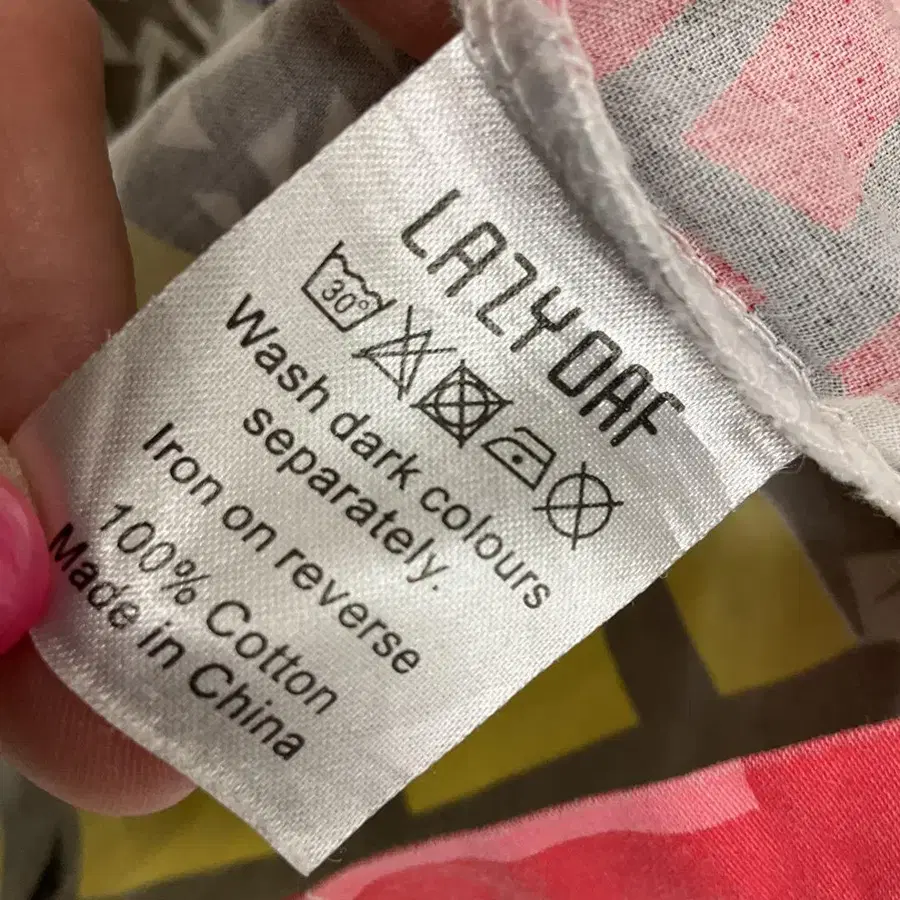 LAZY OAF
30°
Wash dark colours
separately.
Iron on reverse
100% Cotton
Made in China